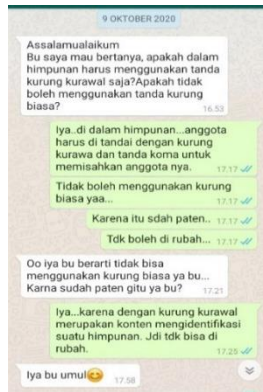 9 OKTOBER 2020
Assalamualaikum
Bu saya mau bertanya, apakah dalam
himpunan harus menggunakan tanda
kurung kurawal saja?Apakah tidak
boleh menggunakan tanda kurung
biasa?
16.53
Iya..di dalam himpunan...anggota
harus di tandai dengan kurung
kurawa dan tanda koma untuk
memisahkan anggota nya.
17.17
Tidak boleh menggunakan kurung
biasa yaa...
17.17
Karena itu sdah paten..
17.17
Tdk boleh di rubah...
17.17
Oo iya bu berarti tidak bisa
menggunakan kurung biasa ya bu...
Karna sudah paten gitu ya bu?
17.21
Iya...karena dengan kurung kurawal
merupakan konten mengidentifikasi
suatu himpunan. Jdi tdk bisa di
rubah.
17.25
Iya bu umul😊
17.58